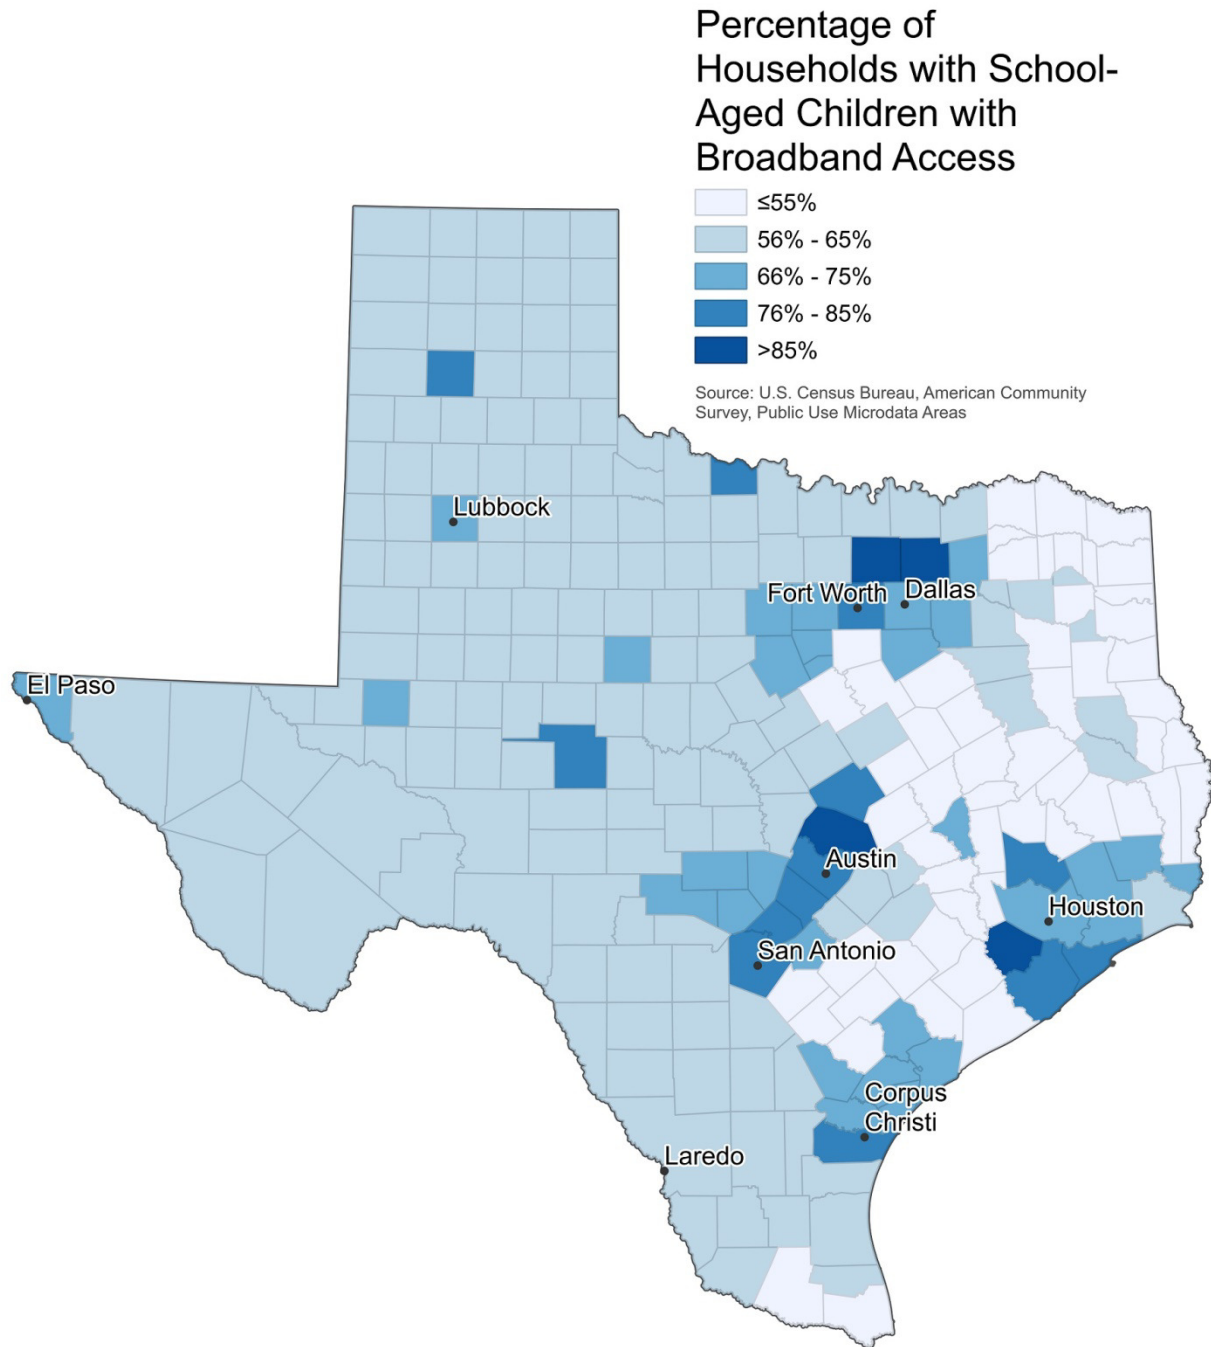 Percentage of
Households with School-
Aged Children with
Broadband Access
≤55%
56% - 65%
66% - 75%
76% - 85%
>85%
Source: U.S. Census Bureau, American Community
Survey, Public Use Microdata Areas
Lubbock
Fort Worth
Dallas
El Paso
Austin
Houston
San Antonio
Corpus
Christi
Laredo